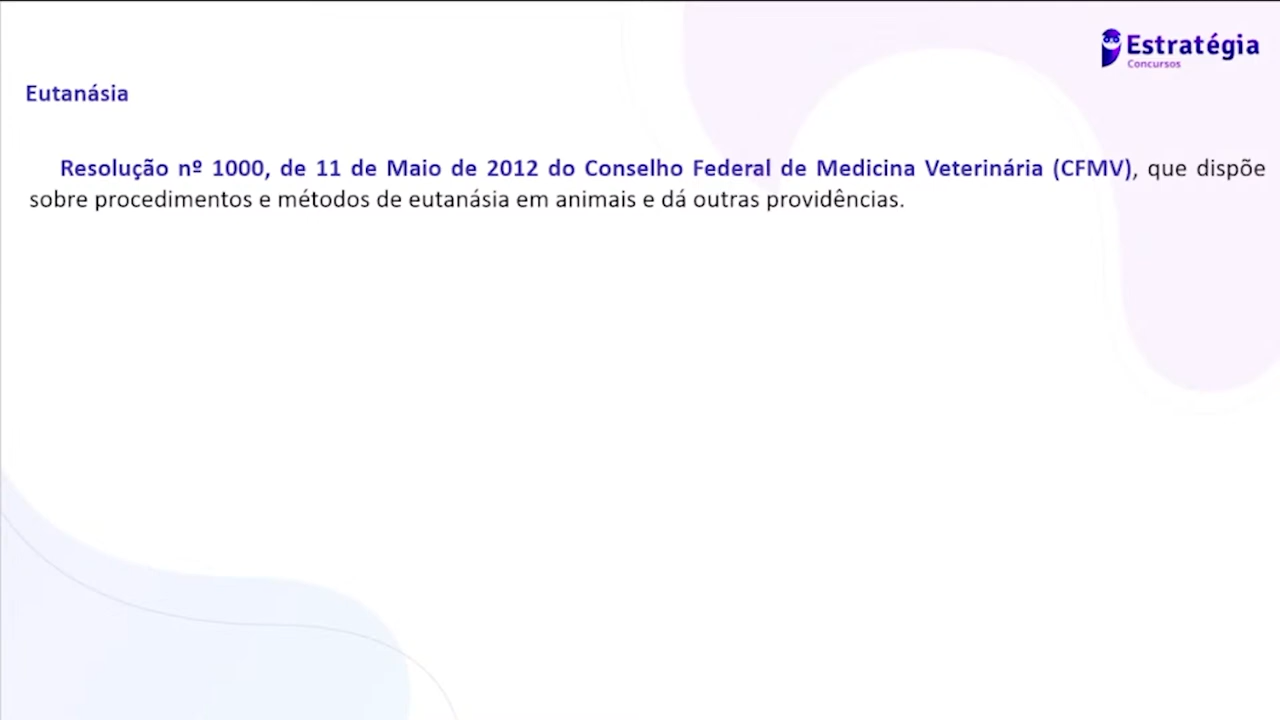 Estratégia
Concursos
Eutanásia
Resolução nº 1000, de 11 de Maio de 2012 do Conselho Federal de Medicina Veterinária (CFMV), que dispõe
sobre procedimentos e métodos de eutanásia em animais e dá outras providências.